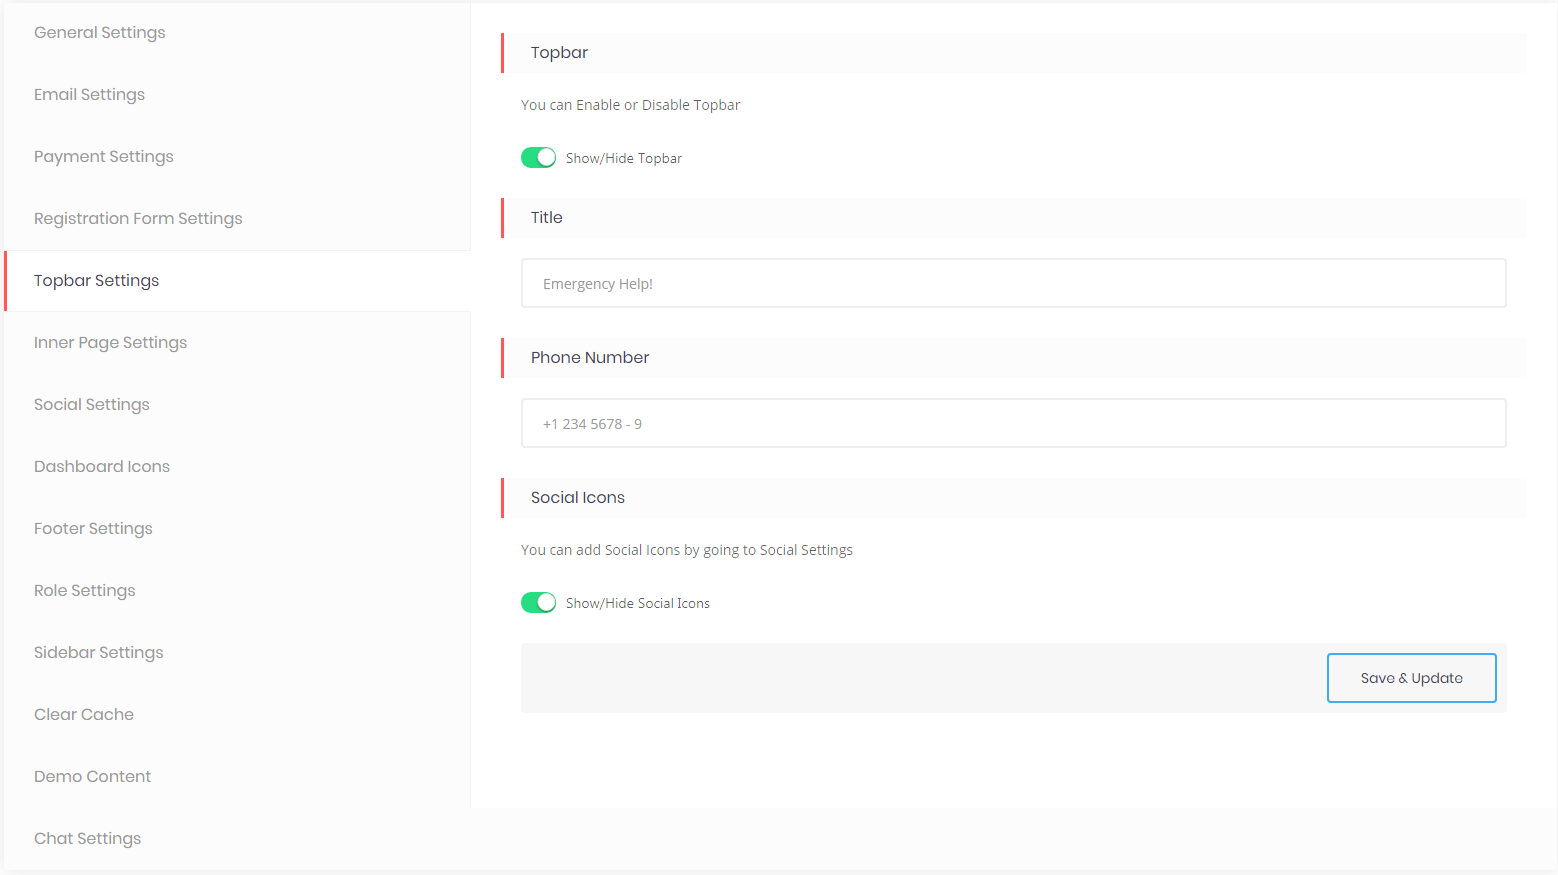 General Settings
Email Settings
Payment Settings
Registration Form Settings
Topbar Settings
Inner Page Settings
Social Settings
Dashboard Icons
Footer Settings
Role Settings
Sidebar Settings
Clear Cache
Demo Content
Chat Settings
Topbar
You can Enable or Disable Topbar
Show/Hide Topbar
Title
Emergency Help!
Phone Number
+1 234 5678 - 9
Social Icons
You can add Social Icons by going to Social Settings
Show/Hide Social Icons
Save & Update